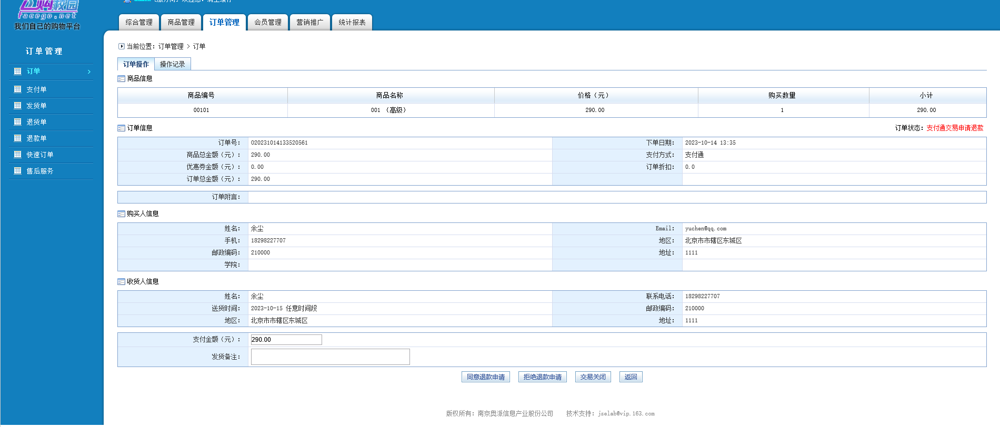 购校园
facego.net
我们自己的购物平台
综合管理 商品管理 订单管理 会员管理 营销推广 统计报表
订单管理
订单
支付单
发货单
退货单
退款单
快速订单
售后服务
当前位置: 订单管理 > 订单
订单操作 操作记录
商品信息
商品编号 商品名称 价格（元） 购买数量 小计
00101 001 （高级） 290.00 1 290.00
订单信息 订单状态: 支付通交易申请退款
订单号: 020231014133520561 下单日期: 2023-10-14 13:35
商品总金额（元）: 290.00 支付方式: 支付通
优惠券金额（元）: 0.00 订单折扣: 0.0
订单总金额（元）: 290.00
订单附言:
购买人信息
姓名: 余尘 Email: yuchen@qq.com
手机: 18298227707 地区: 北京市市辖区东城区
邮政编码: 210000 地址: 1111
学院:
收货人信息
姓名: 余尘 联系电话: 18298227707
送货时间: 2023-10-15 任意时间段 邮政编码: 210000
地区: 北京市市辖区东城区 地址: 1111
支付金额（元）: 290.00
发货备注:
同意退款申请 拒绝退款申请 交易关闭 返回
版权所有: 南京奥派信息产业股份公司 技术支持: jselab@vip.163.com